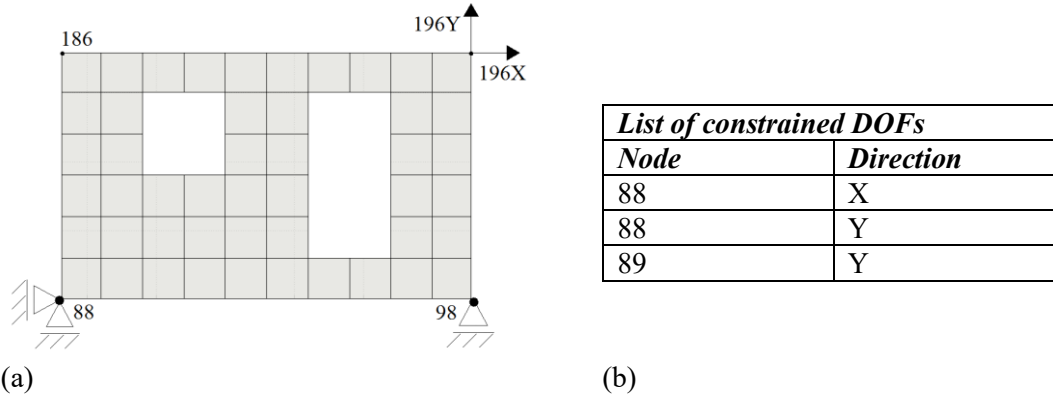 196Y
186
196X
88
98
(a)
List of constrained DOFs
Node Direction
88 X
88 Y
89 Y
(b)